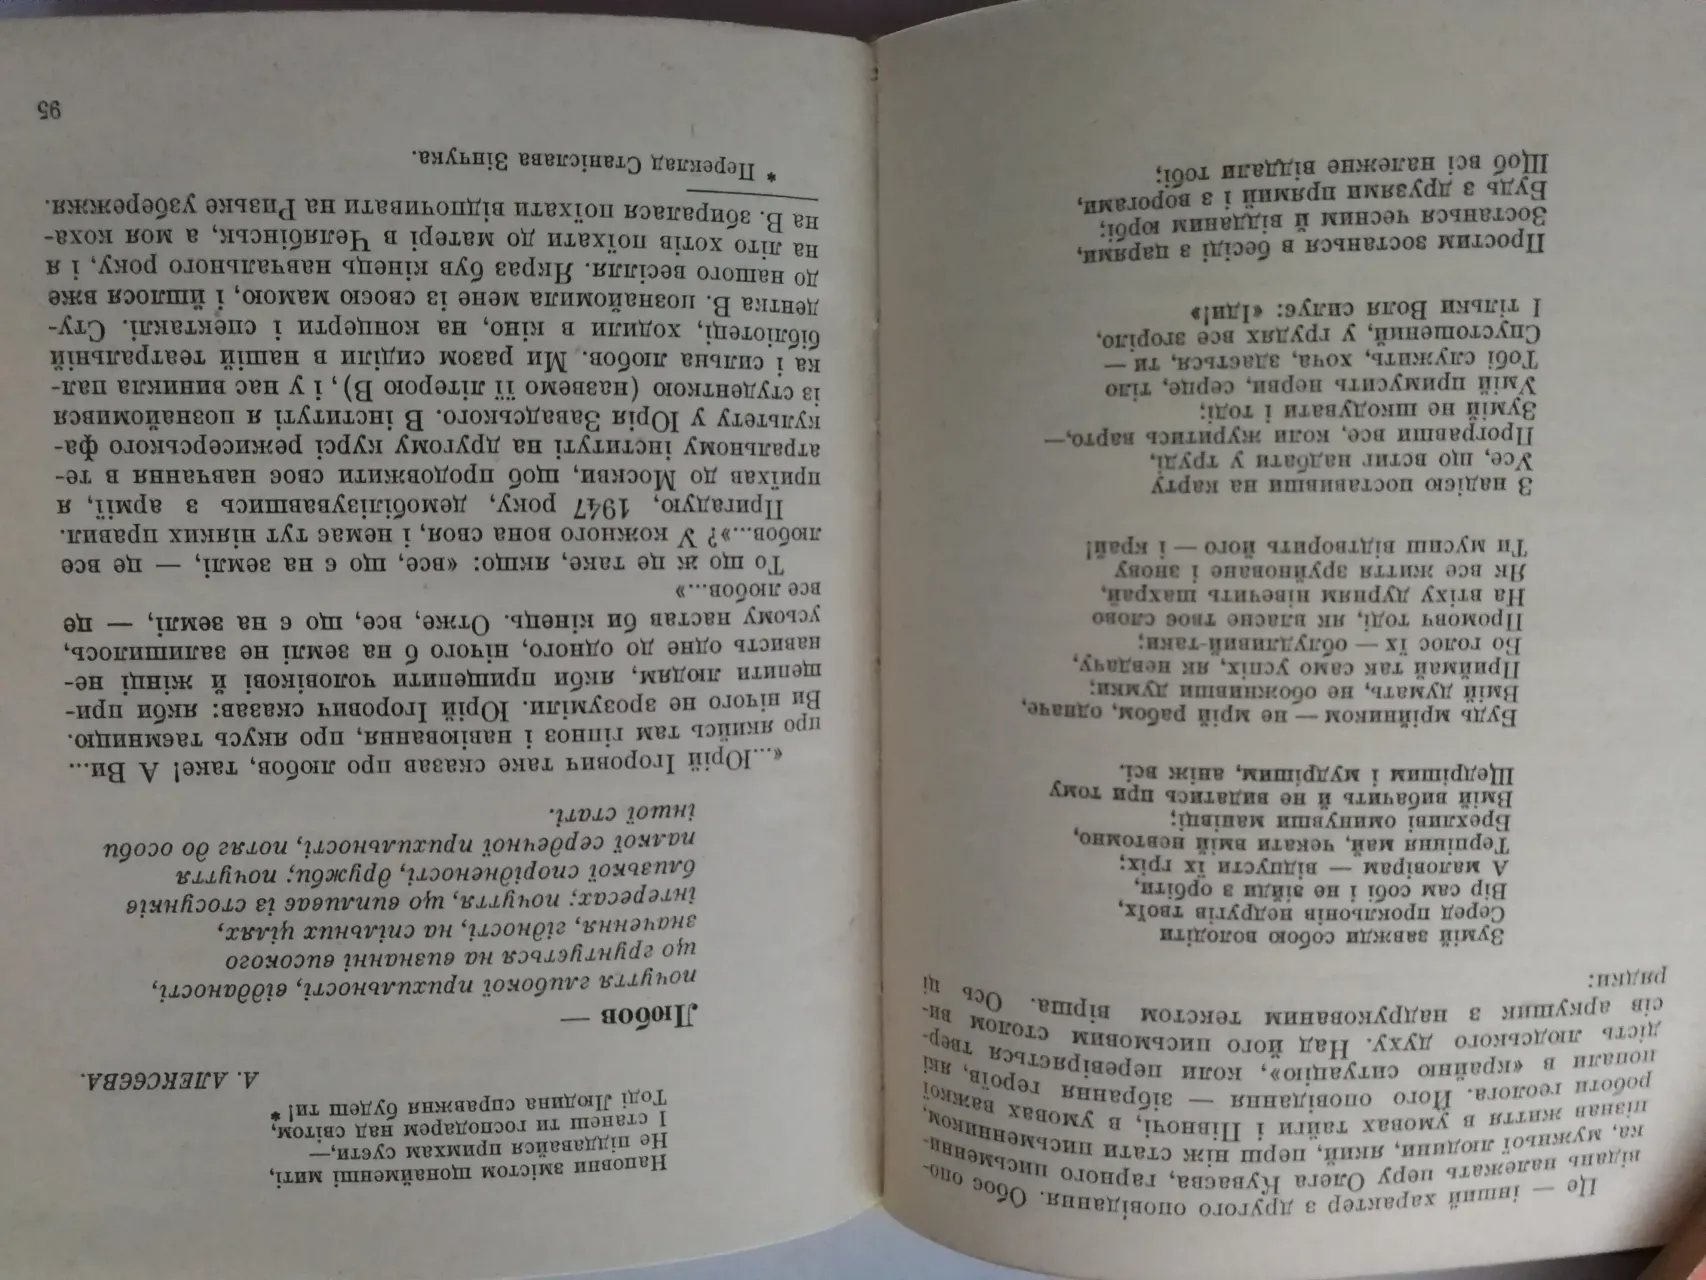 Це — інший характер з другого оповідання. Обоє опо-
відань належать перу Олега Куваєва, гарного письменни-
ка, мужньої людини, який, перш ніж стати письменником,
пізнав життя в умовах тайги і Півночі, в умовах важкої
роботи геолога. Його оповідання — зібрання героїв, які
попали в «крайню ситуацію», коли перевіряється твер-
дість людського духу. Над його письмовим столом ви-
сів аркушик з надрукованим текстом вірша. Ось ці
рядки:
Зумій завжди собою володіти
Серед прокльонів недругів твоїх,
Вір сам собі і не зійди з орбіти,
А маловірам — відпусти їх гріх;
Терпіння май, чекати вмій невтомно,
Брехливі оминувши манівці;
Вмій вибачить й не видатись при тому
Щедрішим і мудрішим, аніж всі.
Будь мрійником — не мрій рабом, одначе,
Вмій думать, не обожнивши думки;
Приймай так само успіх, як невдачу,
Бо голос їх — облудливий-таки;
Промовч тоді, як власне твоє слово
На втіху дурням нівечить шахрай,
Як все життя зруйноване і знову
Ти мусиш відтворить його — і край!
З надією поставивши на карту
Усе, що встиг надбати у труді,
Програвши все, коли журитись варто,—
Зумій не шкодувати і тоді;
Умій примусить нерви, серце, тіло
Тобі служить, хоча, здається, ти —
Спустошений, у грудях все згоріло,
І тільки Воля силує: «Іди!»
Простим зостанься в бесіді з царями,
Зостанься чесним й відданим юрбі;
Будь з друзями прямий і з ворогами,
Щоб всі належне віддали тобі;
Наповни змістом щонайменші миті,
Не піддавайся примхам суєти,—
І станеш ти господарем над світом,
Тоді Людина справжня будеш ти! *
А. АЛЕКСЄЄВА.
Любов —
почуття глибокої прихильності, відданості,
що грунтується на визнанні високого
значення, гідності, на спільних цілях,
інтересах; почуття, що випливає із стосунків
близької спорідненості, дружби; почуття
палкої сердечної прихильності, потяг до особи
іншої статі.
«...Юрій Ігорович таке сказав про любов, таке! А Ви...
про якийсь там гіпноз і навіювання, про якусь таємницю.
Ви нічого не зрозуміли. Юрій Ігорович сказав: якби при-
щепити людям, якби прищепити чоловікові й жінці не-
нависть одне до одного, нічого б на землі не залишилось,
усьому настав би кінець. Отже, все, що є на землі, — це
все любов...»
То що ж це таке, якщо: «все, що є на землі, — це все
любов...»? У кожного вона своя, і немає тут ніяких правил.
Пригадую, 1947 року, демобілізувавшись з армії, я
приїхав до Москви, щоб продовжити своє навчання в те-
атральному інституті на другому курсі режисерського фа-
культету у Юрія Завадського. В інституті я познайомився
із студенткою (назвемо її літерою В), і у нас виникла пал-
ка і сильна любов. Ми разом сиділи в нашій театральній
бібліотеці, ходили в кіно, на концерти і спектаклі. Сту-
дентка В. познайомила мене із своєю мамою, і йшлося вже
до нашого весілля. Якраз був кінець навчального року, і я
на літо хотів поїхати до матері в Челябінськ, а моя коха-
на В. збиралася поїхати відпочивати на Ризьке узбережжя.
* Переклад Станіслава Зінчука.
95